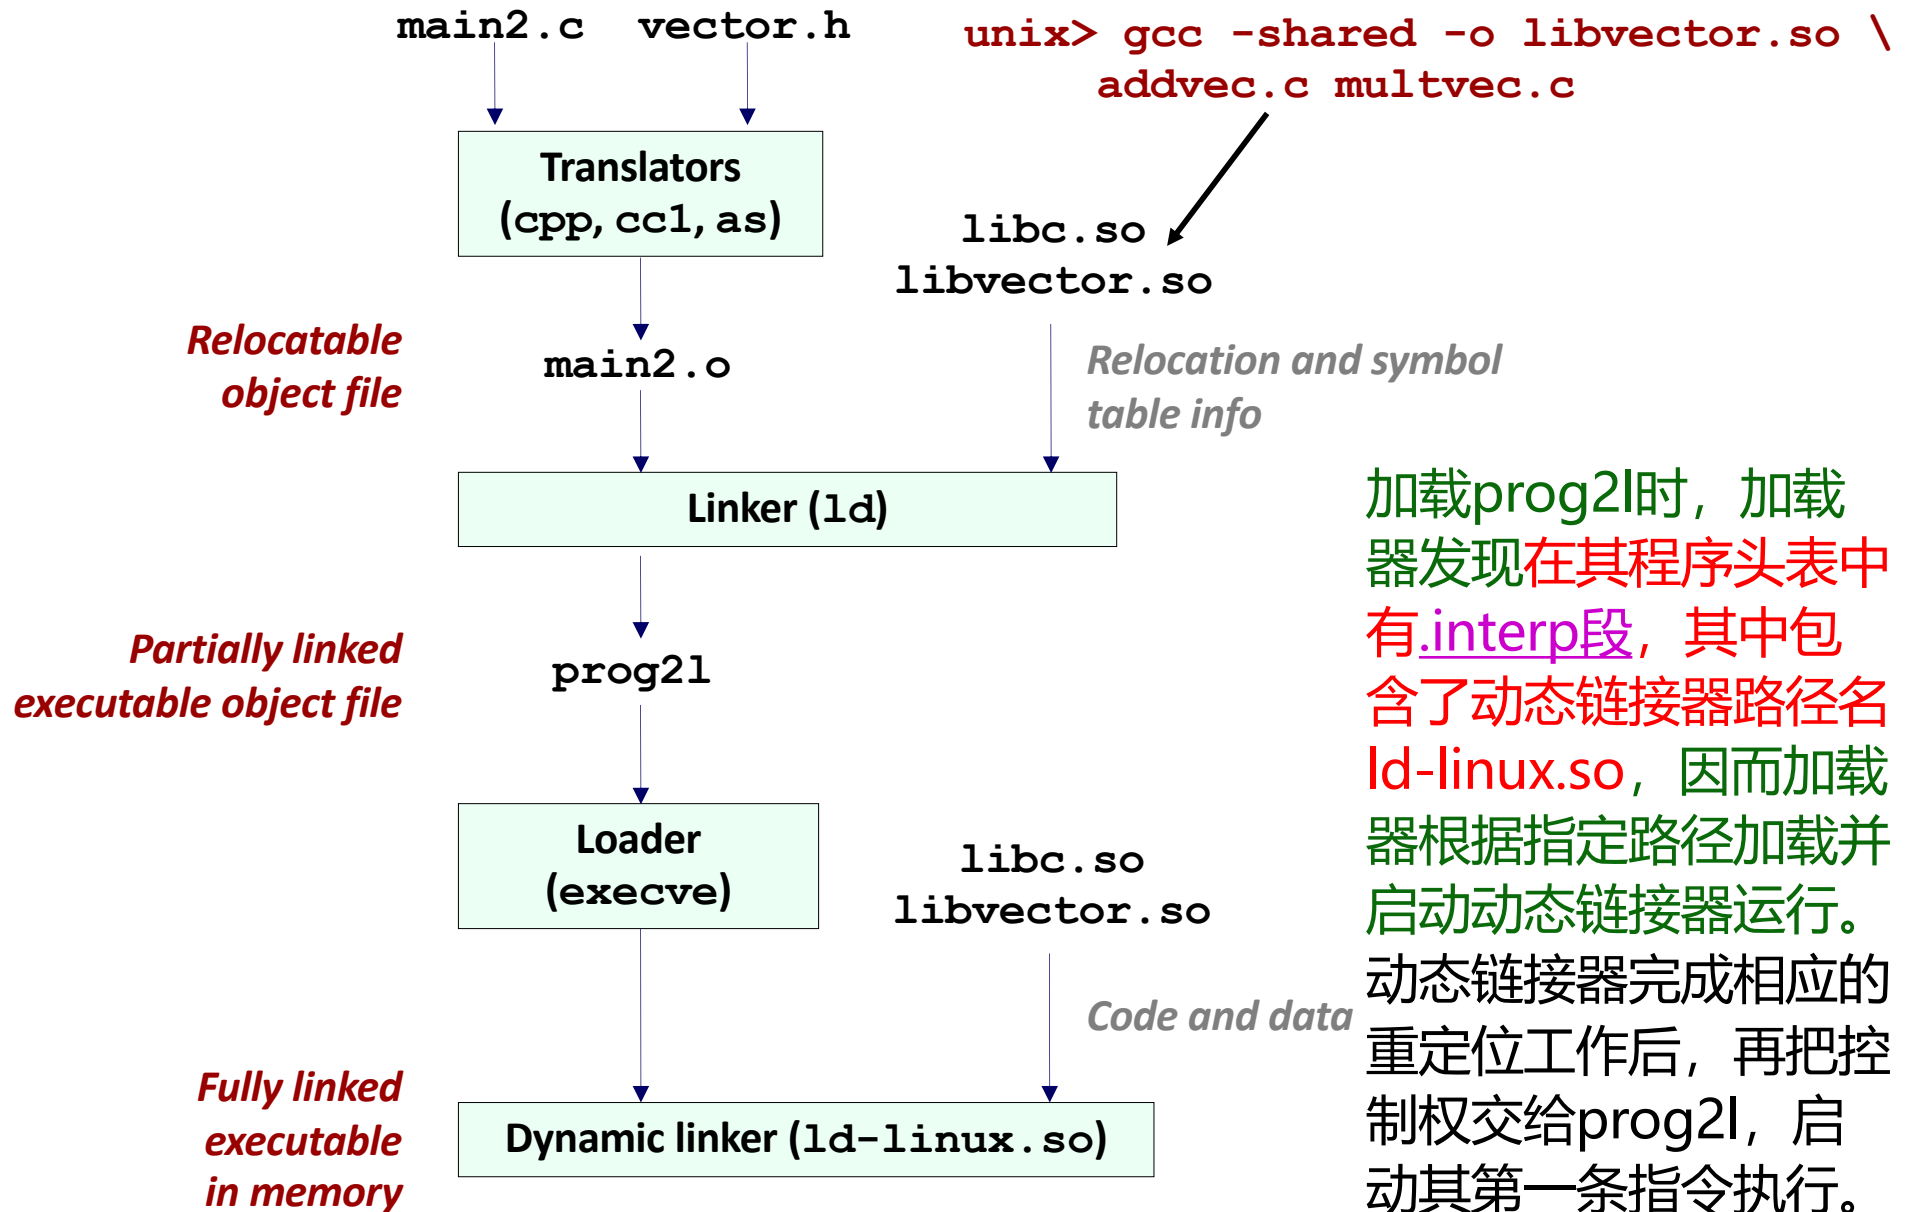 main2.c vector.h
unix> gcc -shared -o libvector.so \
addvec.c multvec.c
Translators
(cpp, cc1, as)
libc.so
libvector.so
Relocatable
object file
main2.o
Relocation and symbol
table info
Linker (ld)
Partially linked
executable object file
prog2l
Loader
(execve)
libc.so
libvector.so
Code and data
Fully linked
executable
in memory
Dynamic linker (ld-linux.so)
加载prog2l时，加载
器发现在其程序头表中
有.interp段，其中包
含了动态链接器路径名
ld-linux.so，因而加载
器根据指定路径加载并
启动动态链接器运行。
动态链接器完成相应的
重定位工作后，再把控
制权交给prog2l，启
动其第一条指令执行。